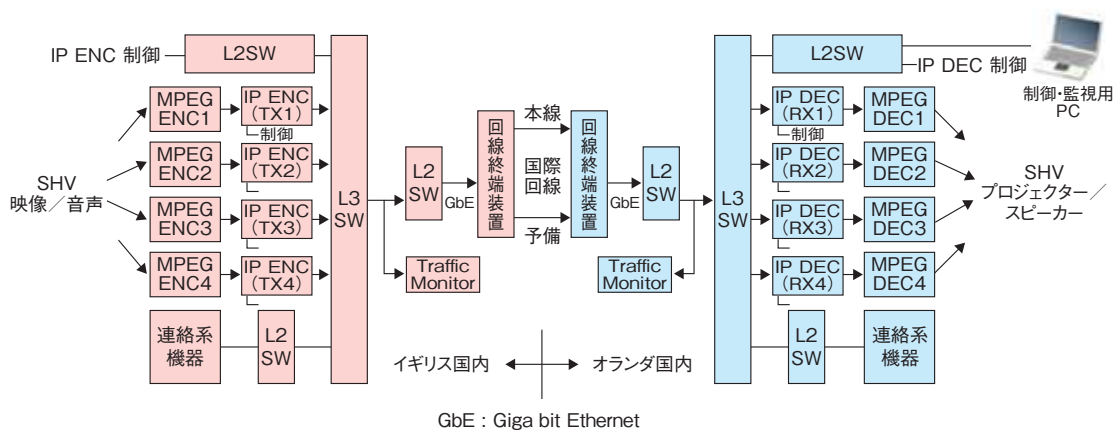 IP ENC 制御
L2SW
MPEG
ENC1
IP ENC
(TX1)
制御
MPEG
ENC2
IP ENC
(TX2)
SHV
映像/音声
MPEG
ENC3
IP ENC
(TX3)
MPEG
ENC4
IP ENC
(TX4)
連絡系
機器
L2
SW
L3
SW
L2
SW
GbE
Traffic
Monitor
回線終端装置
本線
国際
回線
予備
回線終端装置
GbE
L2
SW
Traffic
Monitor
L3
SW
L2SW
IP DEC 制御
制御・監視用
PC
IP DEC
(RX1)
制御
MPEG
DEC1
IP DEC
(RX2)
MPEG
DEC2
IP DEC
(RX3)
MPEG
DEC3
IP DEC
(RX4)
MPEG
DEC4
SHV
プロジェクター/
スピーカー
L2
SW
連絡系
機器
イギリス国内
オランダ国内
GbE : Giga bit Ethernet